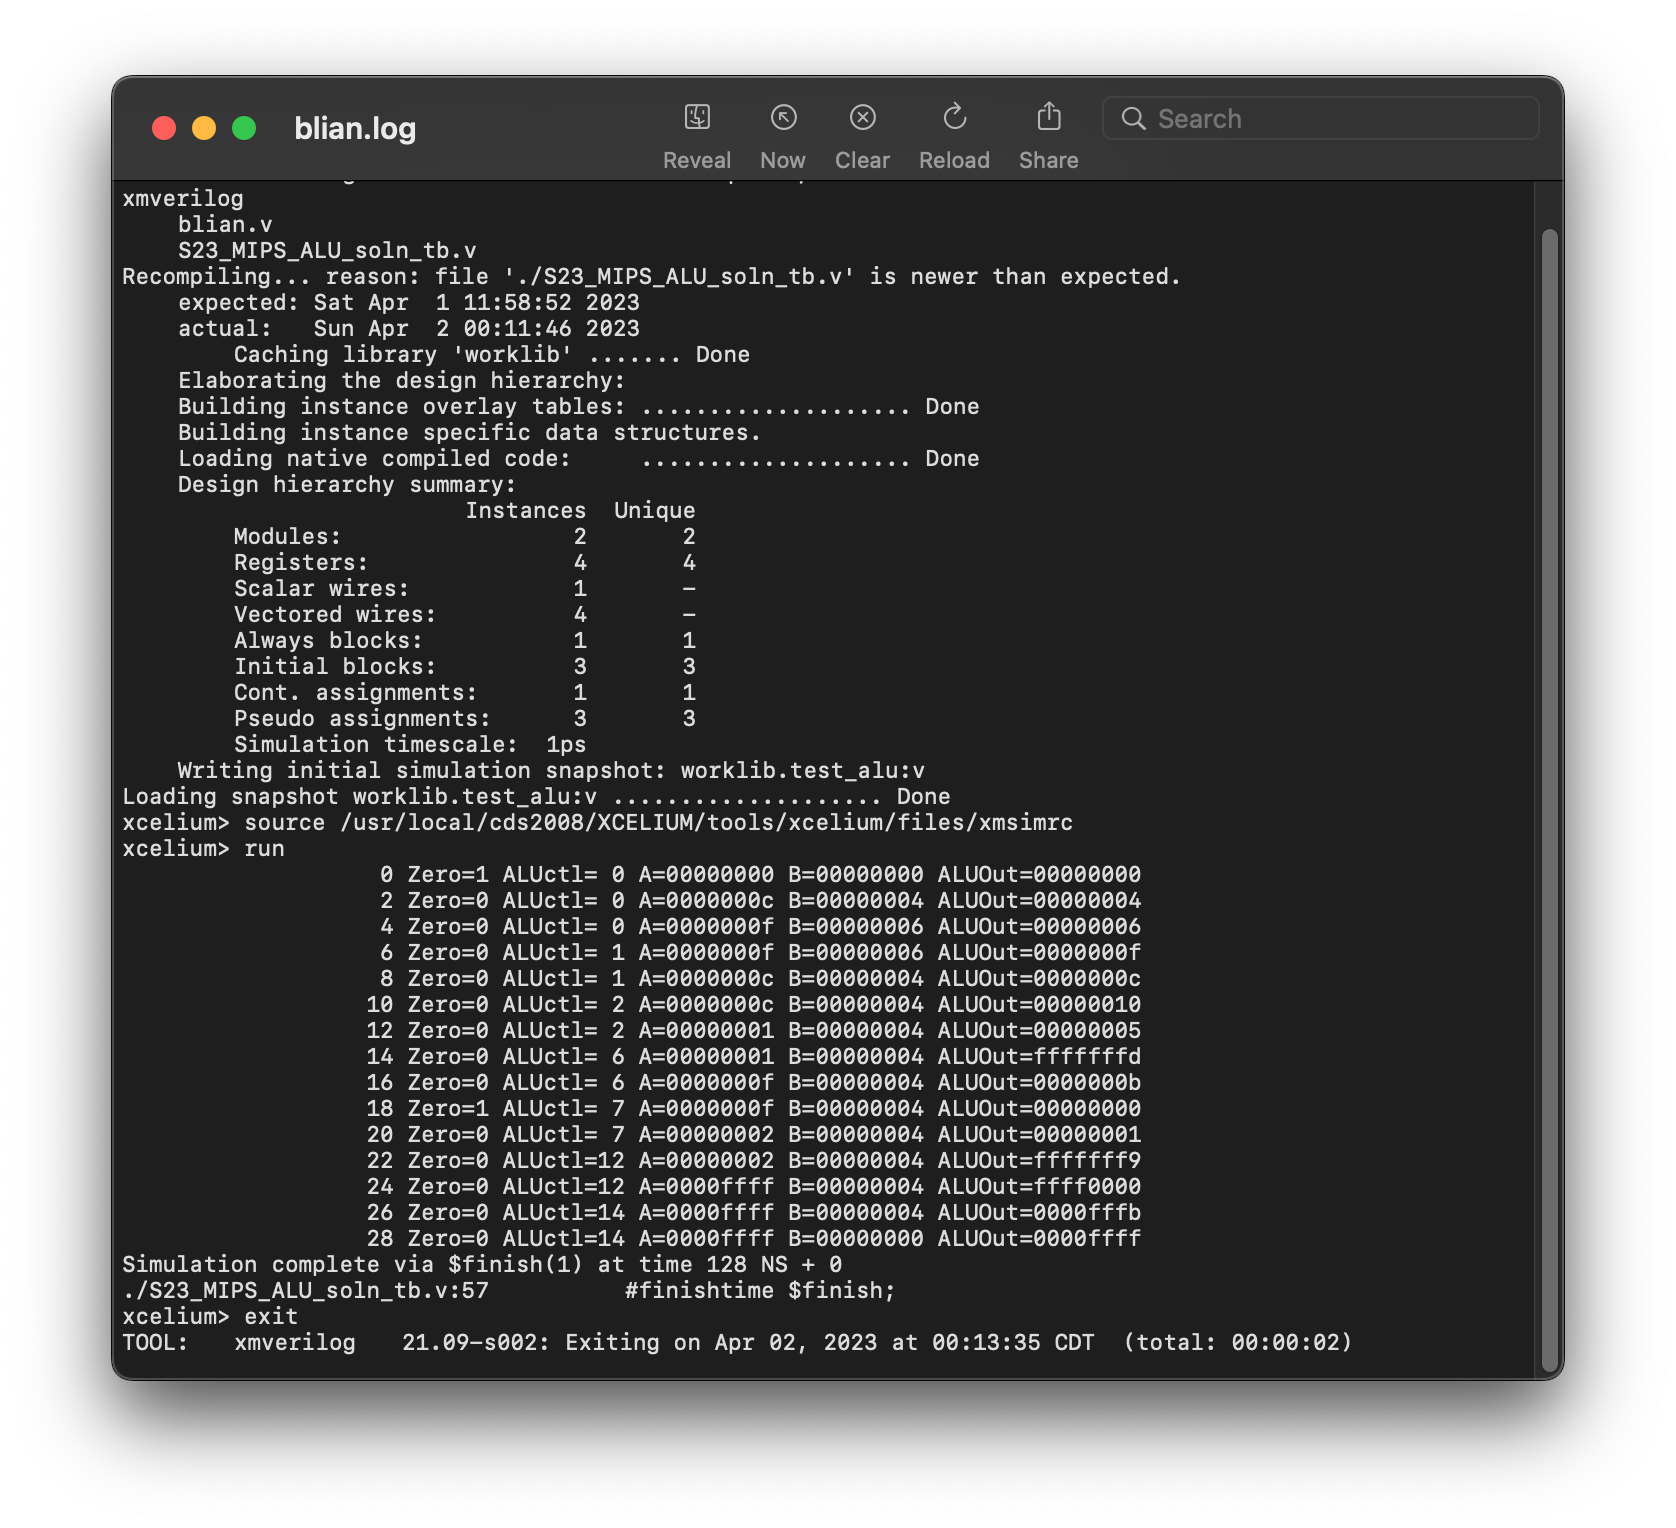 blian.log
Reveal Now Clear Reload Share
Search
xmverilog
    blian.v
    S23_MIPS_ALU_soln_tb.v
Recompiling... reason: file './S23_MIPS_ALU_soln_tb.v' is newer than expected.
    expected: Sat Apr  1 11:58:52 2023
    actual:   Sun Apr  2 00:11:46 2023
        Caching library 'worklib' ....... Done
    Elaborating the design hierarchy:
    Building instance overlay tables: .................... Done
    Building instance specific data structures.
    Loading native compiled code:     .................... Done
    Design hierarchy summary:
                         Instances  Unique
        Modules:                 2       2
        Registers:               4       4
        Scalar wires:            1       -
        Vectored wires:          4       -
        Always blocks:           1       1
        Initial blocks:          3       3
        Cont. assignments:       1       1
        Pseudo assignments:      3       3
        Simulation timescale:  1ps
    Writing initial simulation snapshot: worklib.test_alu:v
Loading snapshot worklib.test_alu:v .................... Done
xcelium> source /usr/local/cds2008/XCELIUM/tools/xcelium/files/xmsimrc
xcelium> run
                   0 Zero=1 ALUctl= 0 A=00000000 B=00000000 ALUOut=00000000
                   2 Zero=0 ALUctl= 0 A=0000000c B=00000004 ALUOut=00000004
                   4 Zero=0 ALUctl= 0 A=0000000f B=00000006 ALUOut=00000006
                   6 Zero=0 ALUctl= 1 A=0000000f B=00000006 ALUOut=0000000f
                   8 Zero=0 ALUctl= 1 A=0000000c B=00000004 ALUOut=0000000c
                  10 Zero=0 ALUctl= 2 A=0000000c B=00000004 ALUOut=00000010
                  12 Zero=0 ALUctl= 2 A=00000001 B=00000004 ALUOut=00000005
                  14 Zero=0 ALUctl= 6 A=00000001 B=00000004 ALUOut=fffffffd
                  16 Zero=0 ALUctl= 6 A=0000000f B=00000004 ALUOut=0000000b
                  18 Zero=1 ALUctl= 7 A=0000000f B=00000004 ALUOut=00000000
                  20 Zero=0 ALUctl= 7 A=00000002 B=00000004 ALUOut=00000001
                  22 Zero=0 ALUctl=12 A=00000002 B=00000004 ALUOut=fffffff9
                  24 Zero=0 ALUctl=12 A=0000ffff B=00000004 ALUOut=ffff0000
                  26 Zero=0 ALUctl=14 A=0000ffff B=00000004 ALUOut=0000fffb
                  28 Zero=0 ALUctl=14 A=0000ffff B=00000000 ALUOut=0000ffff
Simulation complete via $finish(1) at time 128 NS + 0
./S23_MIPS_ALU_soln_tb.v:57          #finishtime $finish;
xcelium> exit
TOOL:   xmverilog   21.09-s002: Exiting on Apr 02, 2023 at 00:13:35 CDT  (total: 00:00:02)